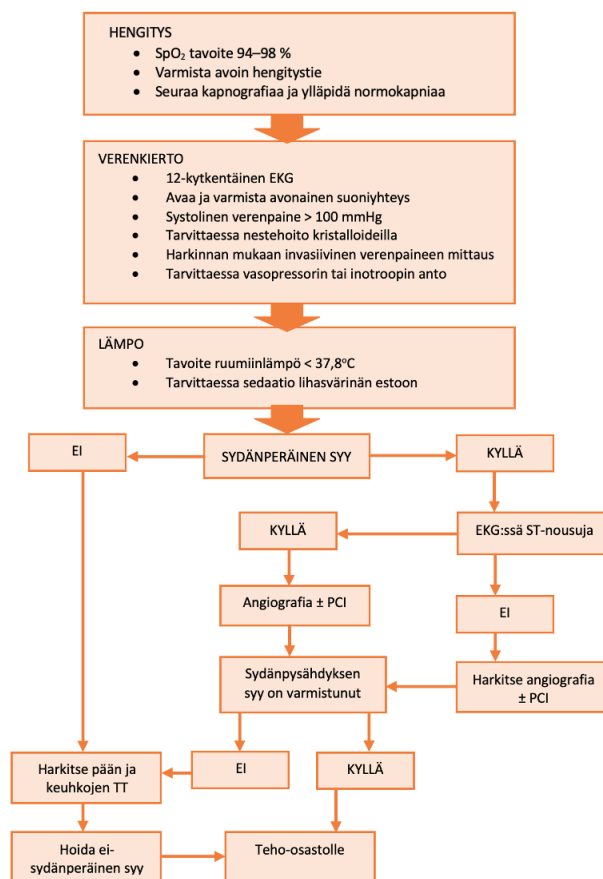 HENGITYS
• SpO₂ tavoite 94–98 %
• Varmista avoin hengitystie
• Seuraa kapnografiaa ja ylläpidä normokapniaa
VERENKIERTO
• 12-kytkentäinen EKG
• Avaa ja varmista avonainen suoniyhteys
• Systolinen verenpaine > 100 mmHg
• Tarvittaessa nestehoito kristalloideilla
• Harkinnan mukaan invasiivinen verenpaineen mittaus
• Tarvittaessa vasopressorin tai inotroopin anto
LÄMPO
• Tavoite ruumiinlämpö < 37,8°C
• Tarvittaessa sedaatio lihasvärinän estoon
EI
SYDÄNPERÄINEN SYY
KYLLÄ
KYLLÄ
EKG:ssä ST-nousuja
Angiografia ± PCI
EI
Sydänpysähdyksen
syy on varmistunut
Harkitse angiografia
± PCI
Harkitse pään ja
keuhkojen TT
EI
KYLLÄ
Hoida ei-
sydänperäinen syy
Teho-osastolle